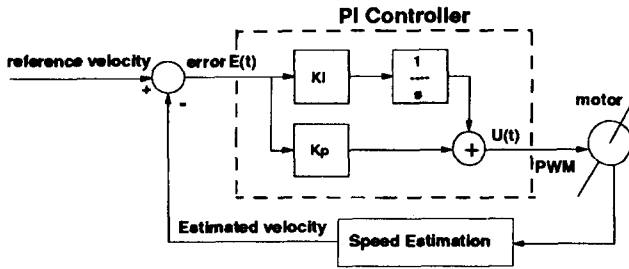 PI Controller
reference velocity
error E(t)
KI
1
----
s
motor
+
-
Kp
+
U(t)
PWM
Estimated velocity
Speed Estimation